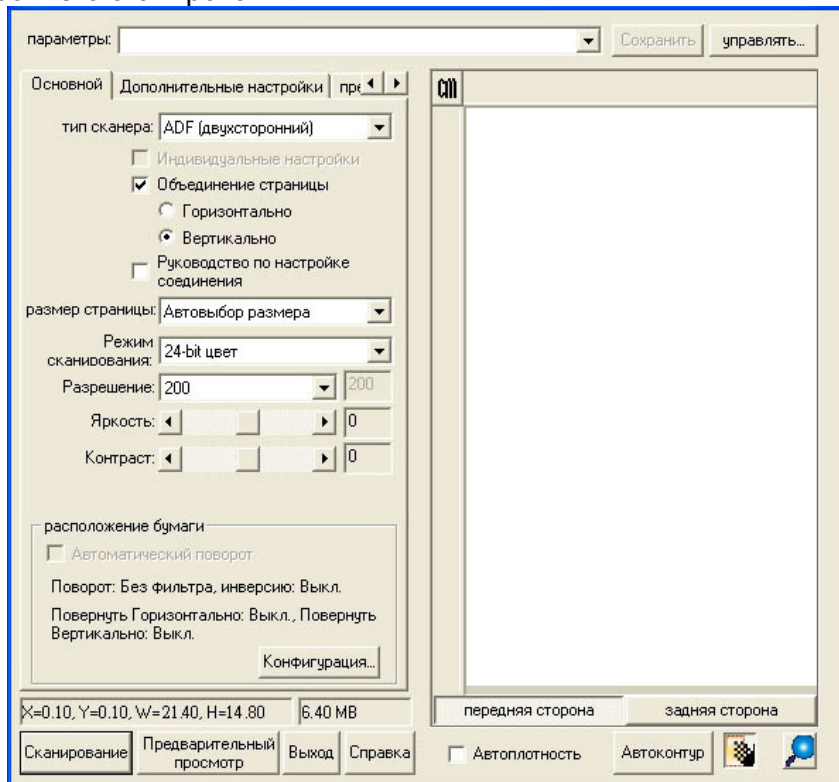 параметры:
Сохранить
управлять...
Основной
Дополнительные настройки
тип сканера: ADF (двухсторонний)
Индивидуальные настройки
Объединение страницы
Горизонтально
Вертикально
Руководство по настройке
соединения
размер страницы: Автовыбор размера
Режим
сканирования: 24-bit цвет
Разрешение: 200 200
Яркость: 0
Контраст: 0
расположение бумаги
Автоматический поворот
Поворот: Без фильтра, инверсию: Выкл.
Повернуть Горизонтально: Выкл., Повернуть
Вертикально: Выкл.
Конфигурация...
X=0.10, Y=0.10, W=21.40, H=14.80 6.40 MB
Сканирование
Предварительный
просмотр
Выход
Справка
cm
передняя сторона
задняя сторона
Автоплотность
Автоконтур